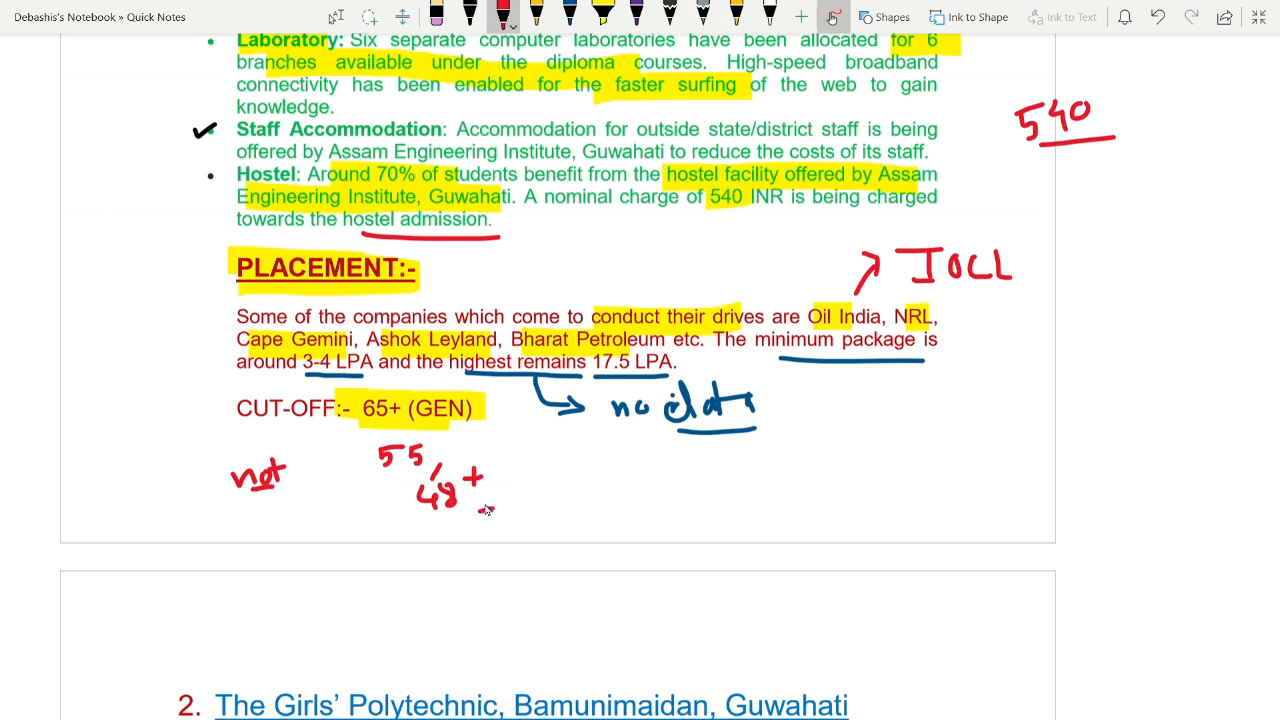 Debashis's Notebook » Quick Notes
Shapes
Ink to Shape
Ink to Text
Laboratory: Six separate computer laboratories have been allocated for 6
branches available under the diploma courses. High-speed broadband
connectivity has been enabled for the faster surfing of the web to gain
knowledge.
540
Staff Accommodation: Accommodation for outside state/district staff is being
offered by Assam Engineering Institute, Guwahati to reduce the costs of its staff.
Hostel: Around 70% of students benefit from the hostel facility offered by Assam
Engineering Institute, Guwahati. A nominal charge of 540 INR is being charged
towards the hostel admission.
PLACEMENT:-
IOCL
Some of the companies which come to conduct their drives are Oil India, NRL,
Cape Gemini, Ashok Leyland, Bharat Petroleum etc. The minimum package is
around 3-4 LPA and the highest remains 17.5 LPA.
CUT-OFF:- 65+ (GEN)
no
not
55/
48+
2. The Girls' Polytechnic, Bamunimaidan, Guwahati